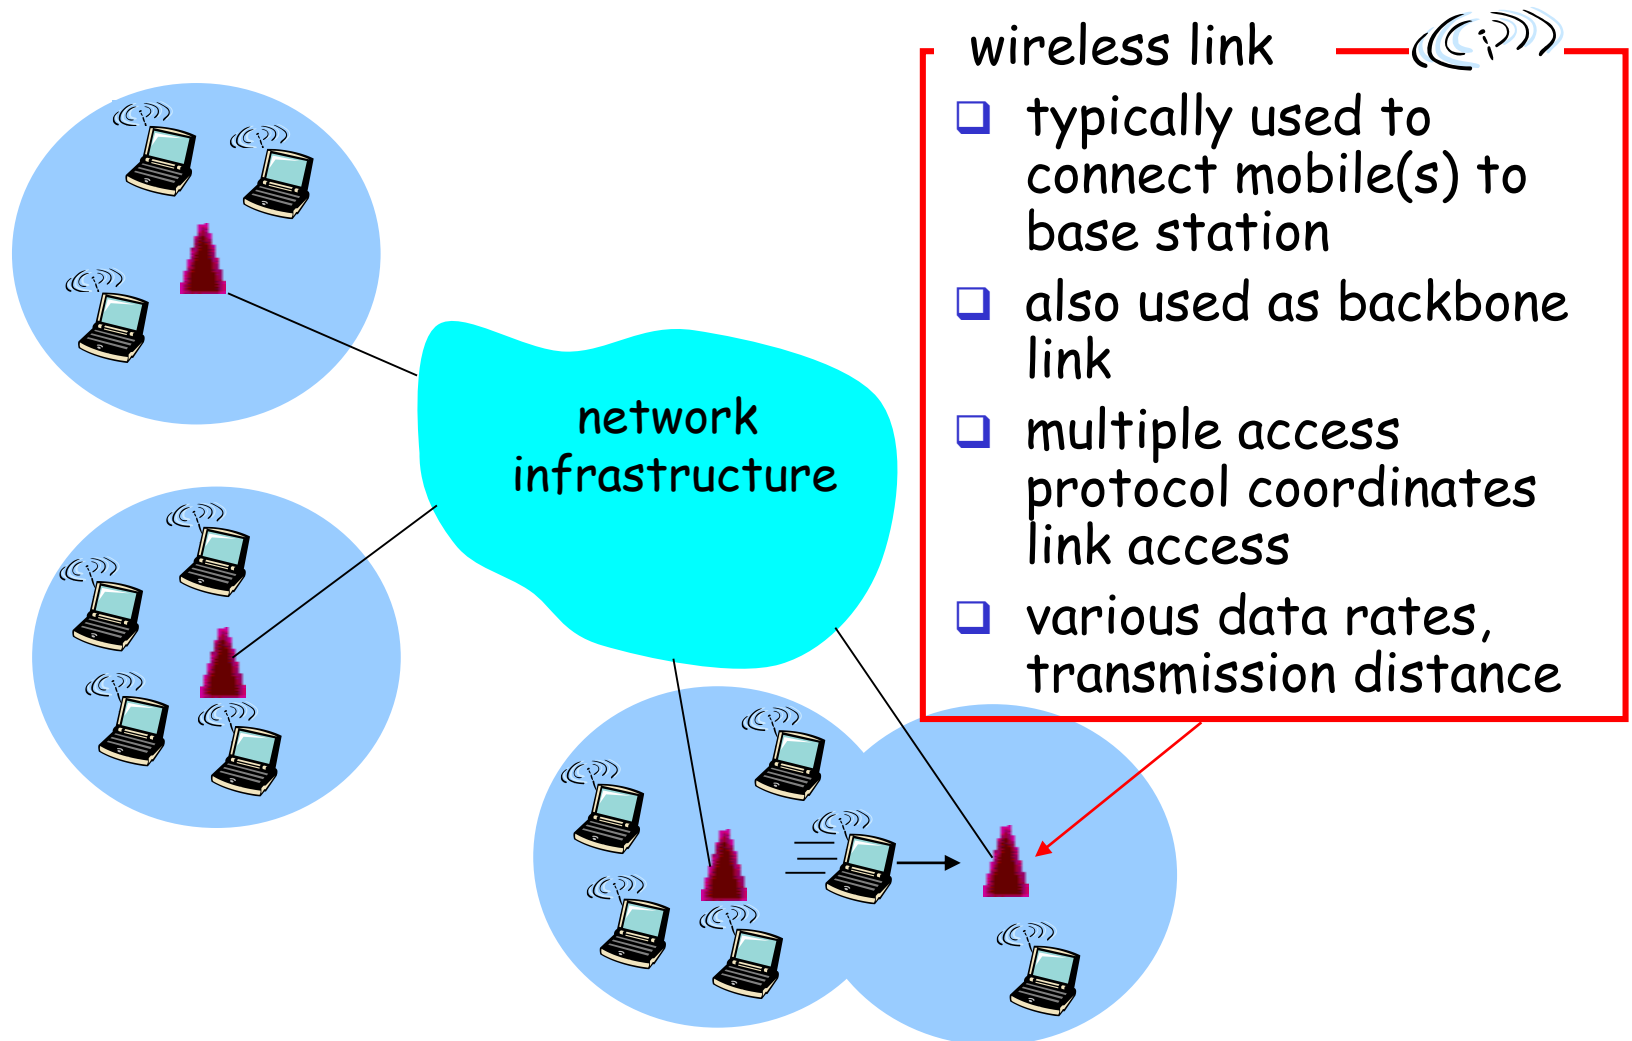 wireless link
typically used to
connect mobile(s) to
base station
also used as backbone
link
multiple access
protocol coordinates
link access
various data rates,
transmission distance
network
infrastructure